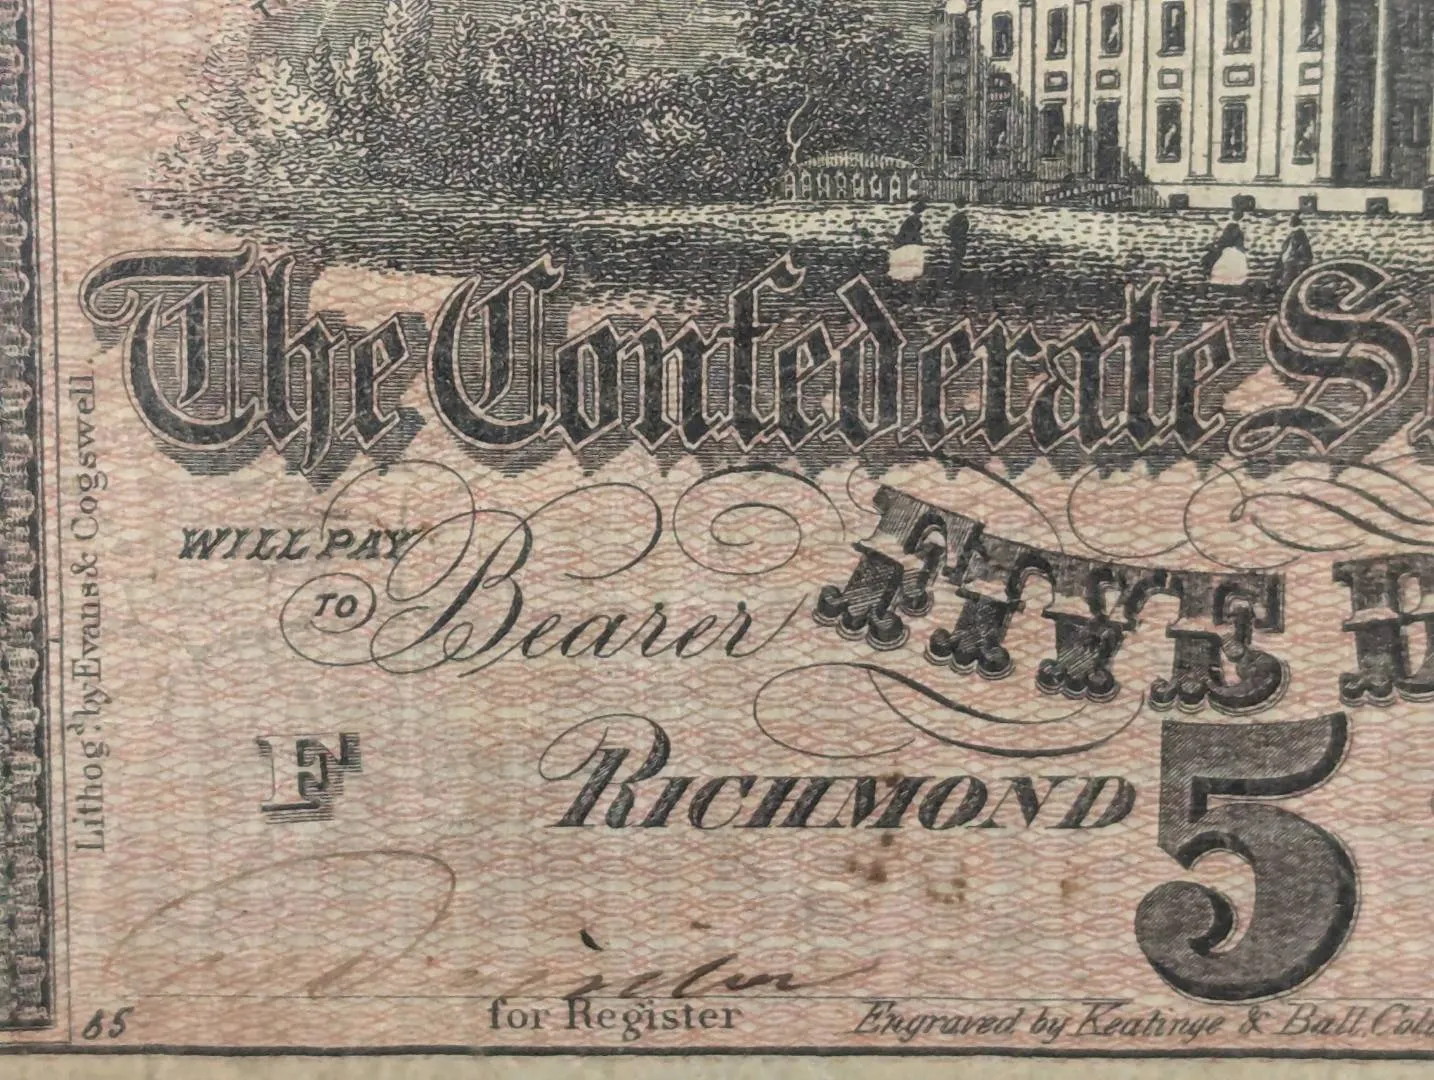 The Confederate
WILL PAY
TO Bearer FIVE
F
RICHMOND 5
Lithog^d. by Evans & Cogswell
65
for Register
Engraved by Keatinge & Ball,